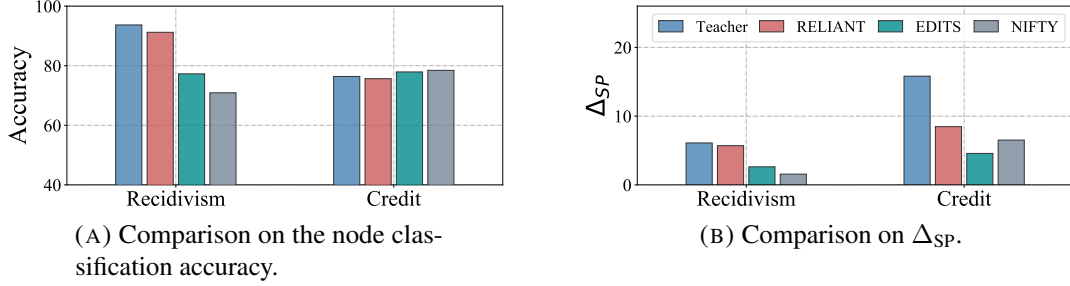 100
80
60
40
Accuracy
Recidivism
Credit
(A) Comparison on the node clas-
sification accuracy.
Teacher
RELIANT
EDITS
NIFTY
20
10
0
Δ_SP
Recidivism
Credit
(B) Comparison on Δ_SP.